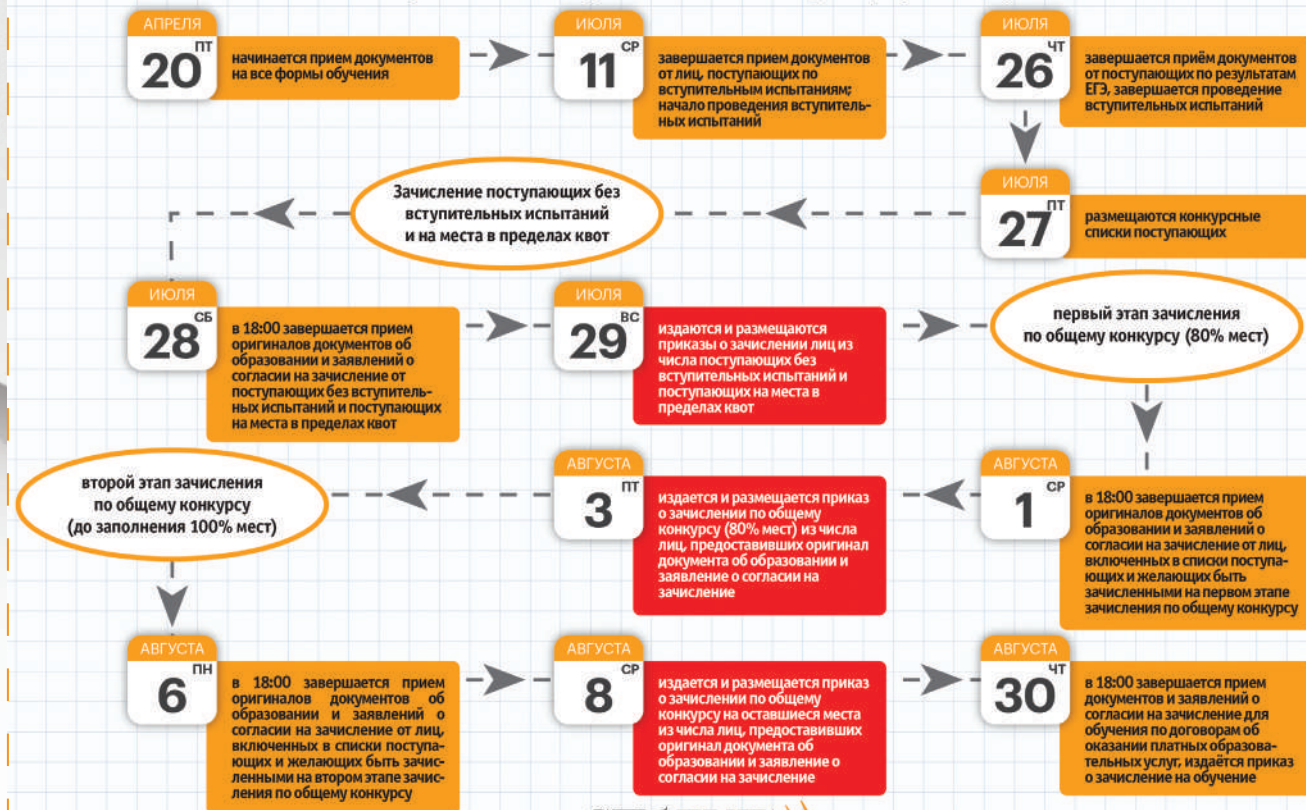 АПРЕЛЯ
20 ПТ
начинается прием документов
на все формы обучения
ИЮЛЯ
11 СР
завершается прием документов
от лиц, поступающих по
вступительным испытаниям;
начало проведения вступитель-
ных испытаний
ИЮЛЯ
26 ЧТ
завершается приём документов
от поступающих по результатам
ЕГЭ, завершается проведение
вступительных испытаний
ИЮЛЯ
27 ПТ
размещаются конкурсные
списки поступающих
Зачисление поступающих без
вступительных испытаний
и на места в пределах квот
ИЮЛЯ
28 СБ
в 18:00 завершается прием
оригиналов документов об
образовании и заявлений о
согласии на зачисление от
поступающих без вступитель-
ных испытаний и поступающих
на места в пределах квот
ИЮЛЯ
29 ВС
издаются и размещаются
приказы о зачислении лиц из
числа поступающих без
вступительных испытаний и
поступающих на места в
пределах квот
первый этап зачисления
по общему конкурсу (80% мест)
АВГУСТА
1 СР
в 18:00 завершается прием
оригиналов документов об
образовании и заявлений о
согласии на зачисление от лиц,
включенных в списки поступа-
ющих и желающих быть
зачисленными на первом этапе
зачисления по общему конкурсу
АВГУСТА
3 ПТ
издается и размещается приказ
о зачислении по общему
конкурсу (80% мест) из числа
лиц, предоставивших оригинал
документа об образовании и
заявление о согласии на
зачисление
второй этап зачисления
по общему конкурсу
(до заполнения 100% мест)
АВГУСТА
6 ПН
в 18:00 завершается прием
оригиналов документов об
образовании и заявлений о
согласии на зачисление от лиц,
включенных в списки поступа-
ющих и желающих быть зачис-
ленными на втором этапе зачис-
ления по общему конкурсу
АВГУСТА
8 СР
издается и размещается приказ
о зачислении по общему
конкурсу на оставшиеся места
из числа лиц, предоставивших
оригинал документа об
образовании и заявление о
согласии на зачисление
АВГУСТА
30 ЧТ
в 18:00 завершается прием
документов и заявлений о
согласии на зачисление для
обучения по договорам об
оказании платных образова-
тельных услуг, издаётся приказ
о зачисление на обучение